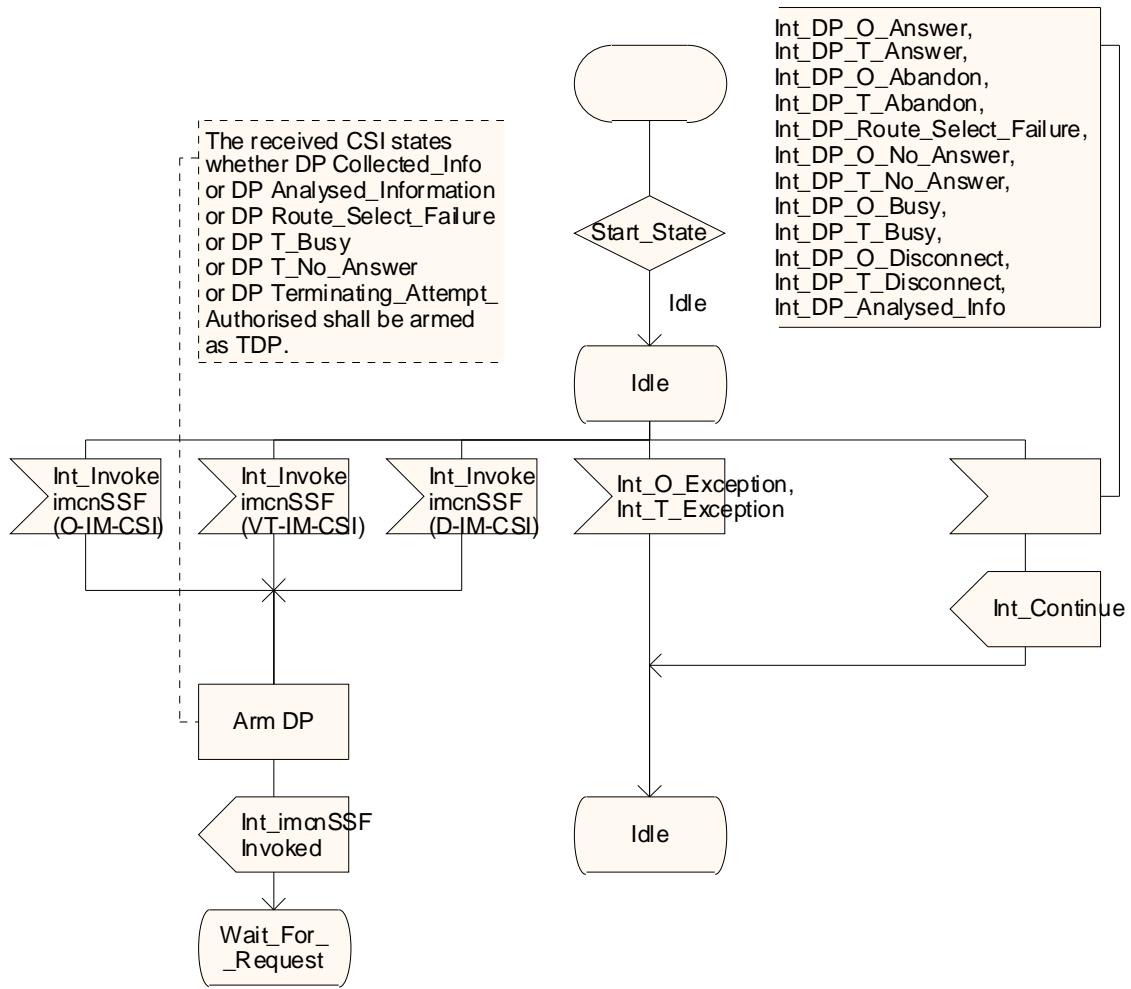 Int_DP_O_Answer,
Int_DP_T_Answer,
Int_DP_O_Abandon,
Int_DP_T_Abandon,
Int_DP_Route_Select_Failure,
Int_DP_O_No_Answer,
Int_DP_T_No_Answer,
Int_DP_O_Busy,
Int_DP_T_Busy,
Int_DP_O_Disconnect,
Int_DP_T_Disconnect,
Int_DP_Analysed_Info
The received CSI states
whether DP Collected_Info
or DP Analysed_Information
or DP Route_Select_Failure
or DP T_Busy
or DP T_No_Answer
or DP Terminating_Attempt_
Authorised shall be armed
as TDP.
Start_State
Idle
Idle
Int_Invoke
imcnSSF
(O-IM-CSI)
Int_Invoke
imcnSSF
(VT-IM-CSI)
Int_Invoke
imcnSSF
(D-IM-CSI)
Int_O_Exception,
Int_T_Exception
Int_Continue
Arm DP
Int_imcnSSF
Invoked
Idle
Wait_For_
_Request